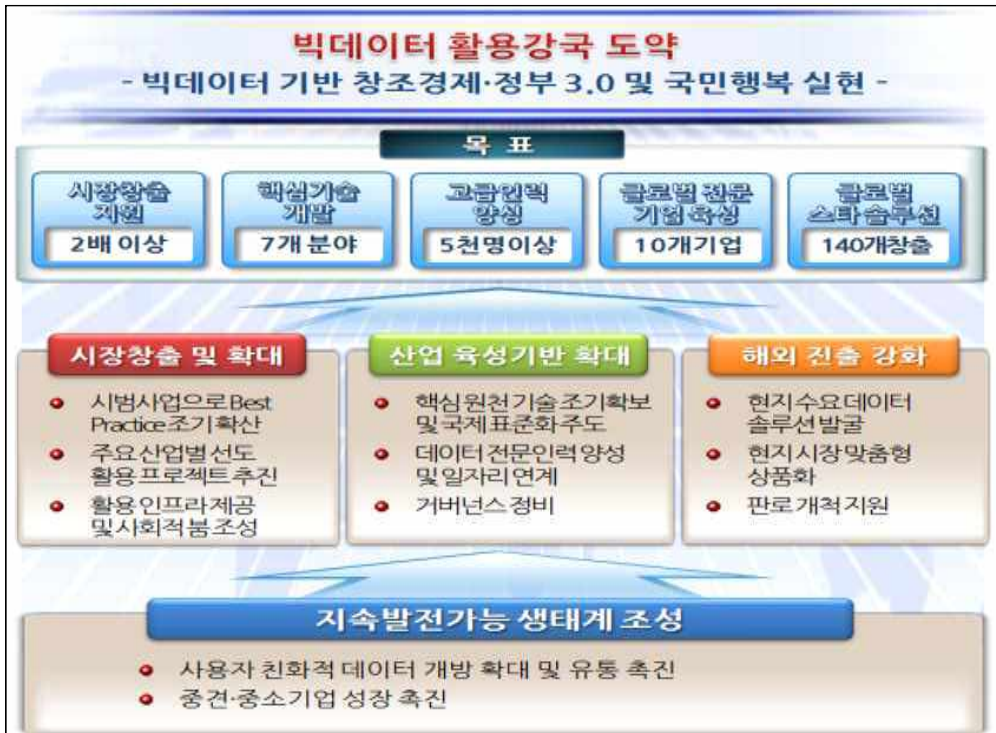 빅데이터 활용강국 도약
- 빅데이터 기반 창조경제·정부 3.0 및 국민행복 실현 -
목 표
시장창출
지원
2배 이상
핵심기술
개발
7개 분야
고급인력
양성
5천명이상
글로벌 전문
기업 육성
10개기업
글로벌
스타 솔루션
140개창출
시장창출 및 확대
시범사업으로 Best
Practice 조기 확산
주요 산업별 선도
활용 프로젝트 추진
활용 인프라 제공
및 사회적 붐 조성
산업 육성기반 확대
핵심 원천 기술 조기확보
및 국제 표준화 주도
데이터 전문인력 양성
및 일자리 연계
거버넌스 정비
해외 진출 강화
현지 수요 데이터
솔루션 발굴
현지 시장 맞춤형
상품화
판로 개척 지원
지속발전가능 생태계 조성
사용자 친화적 데이터 개방 확대 및 유통 촉진
중견·중소기업 성장 촉진